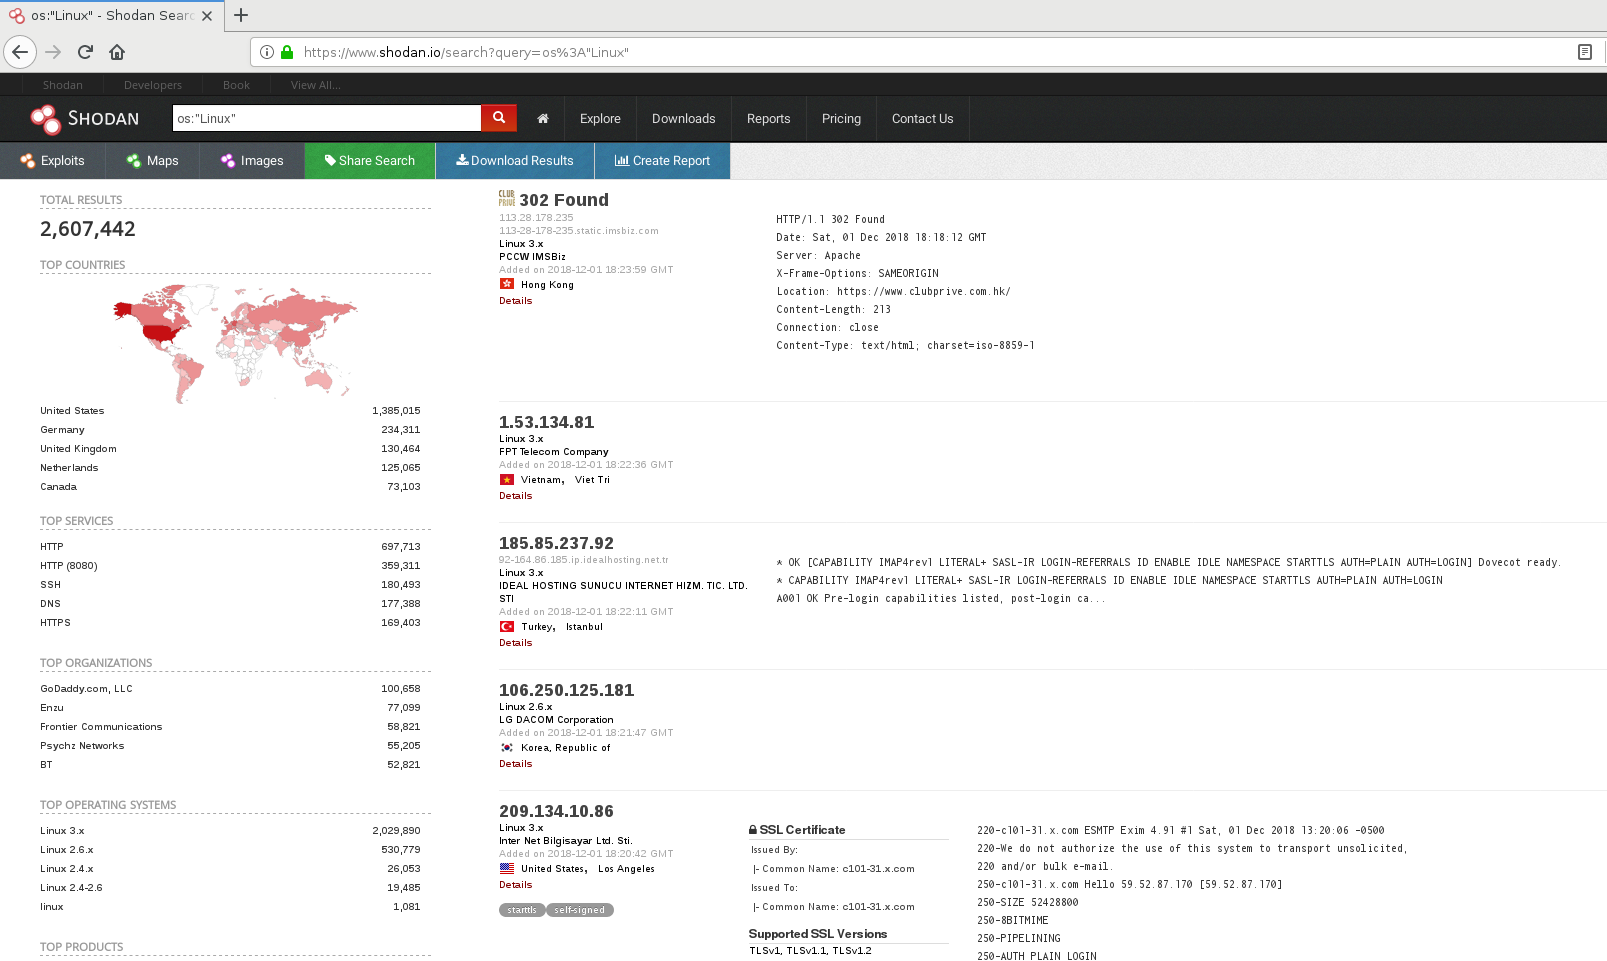 os:"Linux" - Shodan Searc
https://www.shodan.io/search?query=os%3A"Linux"
Shodan Developers Book View All...
SHODAN os:"Linux" Explore Downloads Reports Pricing Contact Us
Exploits Maps Images Share Search Download Results Create Report
TOTAL RESULTS
2,607,442
TOP COUNTRIES
United States 1,385,015
Germany 234,311
United Kingdom 130,464
Netherlands 125,065
Canada 73,103
TOP SERVICES
HTTP 697,713
HTTP (8080) 359,311
SSH 180,493
DNS 177,388
HTTPS 169,403
TOP ORGANIZATIONS
GoDaddy.com, LLC 100,658
Enzu 77,099
Frontier Communications 58,821
Psychz Networks 55,205
BT 52,821
TOP OPERATING SYSTEMS
Linux 3.x 2,029,890
Linux 2.6.x 530,779
Linux 2.4.x 26,053
Linux 2.4-2.6 19,485
linux 1,081
TOP PRODUCTS
CLUB
PRIVE
302 Found
113.28.178.235
113-28-178-235.static.imsbiz.com
Linux 3.x
PCCW IMSBiz
Added on 2018-12-01 18:23:59 GMT
Hong Kong
Details
HTTP/1.1 302 Found
Date: Sat, 01 Dec 2018 18:18:12 GMT
Server: Apache
X-Frame-Options: SAMEORIGIN
Location: https://www.clubprive.com.hk/
Content-Length: 213
Connection: close
Content-Type: text/html; charset=iso-8859-1
1.53.134.81
Linux 3.x
FPT Telecom Company
Added on 2018-12-01 18:22:36 GMT
Vietnam, Viet Tri
Details
185.85.237.92
92-164.86.185.ip.idealhosting.net.tr
Linux 3.x
IDEAL HOSTING SUNUCU INTERNET HIZM. TIC. LTD.
STI
Added on 2018-12-01 18:22:11 GMT
Turkey, Istanbul
Details
* OK [CAPABILITY IMAP4rev1 LITERAL+ SASL-IR LOGIN-REFERRALS ID ENABLE IDLE NAMESPACE STARTTLS AUTH=PLAIN AUTH=LOGIN] Dovecot ready.
* CAPABILITY IMAP4rev1 LITERAL+ SASL-IR LOGIN-REFERRALS ID ENABLE IDLE NAMESPACE STARTTLS AUTH=PLAIN AUTH=LOGIN
A001 OK Pre-login capabilities listed, post-login ca...
106.250.125.181
Linux 2.6.x
LG DACOM Corporation
Added on 2018-12-01 18:21:47 GMT
Korea, Republic of
Details
209.134.10.86
Linux 3.x
Inter Net Bilgisayar Ltd. Sti.
Added on 2018-12-01 18:20:42 GMT
United States, Los Angeles
Details
starttls self-signed
SSL Certificate
Issued By:
|- Common Name: c101-31.x.com
Issued To:
|- Common Name: c101-31.x.com
Supported SSL Versions
TLSv1, TLSv1.1, TLSv1.2
220-c101-31.x.com ESMTP Exim 4.91 #1 Sat, 01 Dec 2018 13:20:06 -0500
220-We do not authorize the use of this system to transport unsolicited,
220 and/or bulk e-mail.
250-c101-31.x.com Hello 59.52.87.170 [59.52.87.170]
250-SIZE 52428800
250-8BITMIME
250-PIPELINING
250-AUTH PLAIN LOGIN